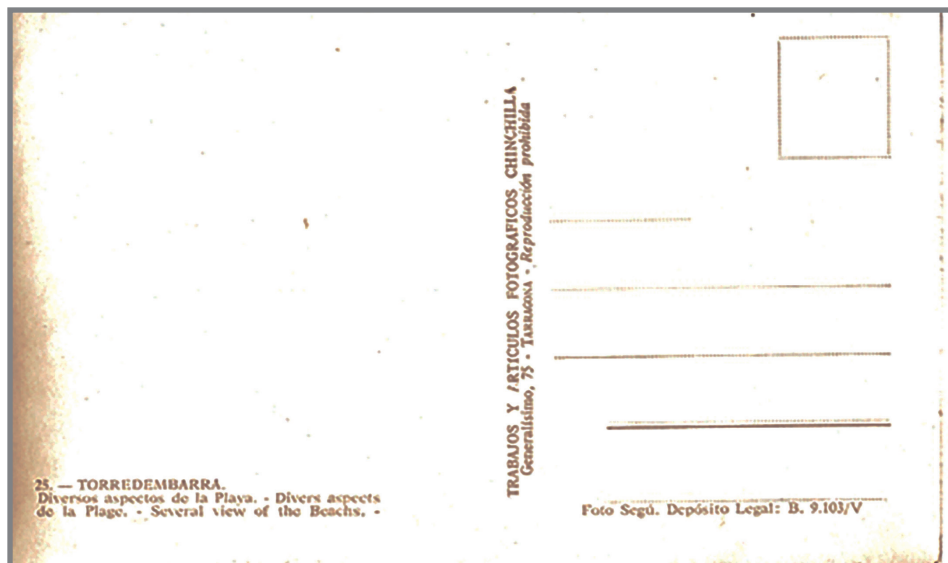 25. — TORREDEMBARRA.
Diversos aspectos de la Playa. - Divers aspects
de la Plage. - Several view of the Beachs. -
TRABAJOS Y ARTICULOS FOTOGRAFICOS CHINCHILLA
Generalísimo, 75 - TARRAGONA - Reproducción prohibida
Foto Segú. Depósito Legal: B. 9.103/V